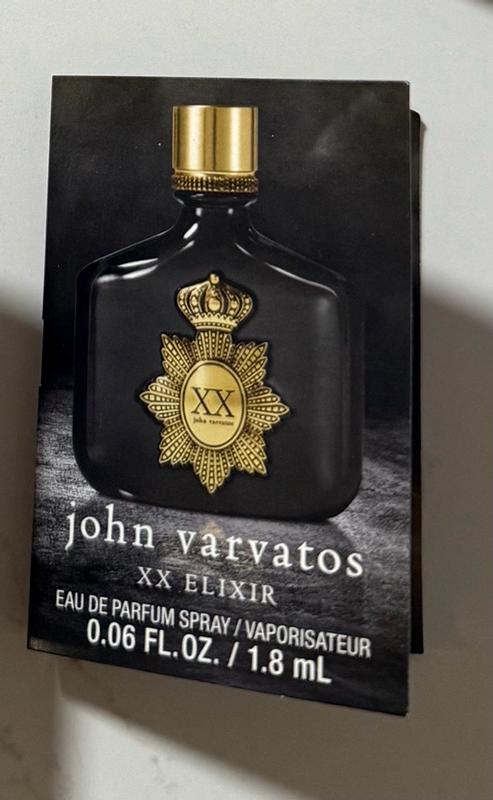 XX
john varvatos
john varvatos
XX ELIXIR
EAU DE PARFUM SPRAY / VAPORISATEUR
0.06 FL.OZ. / 1.8 mL